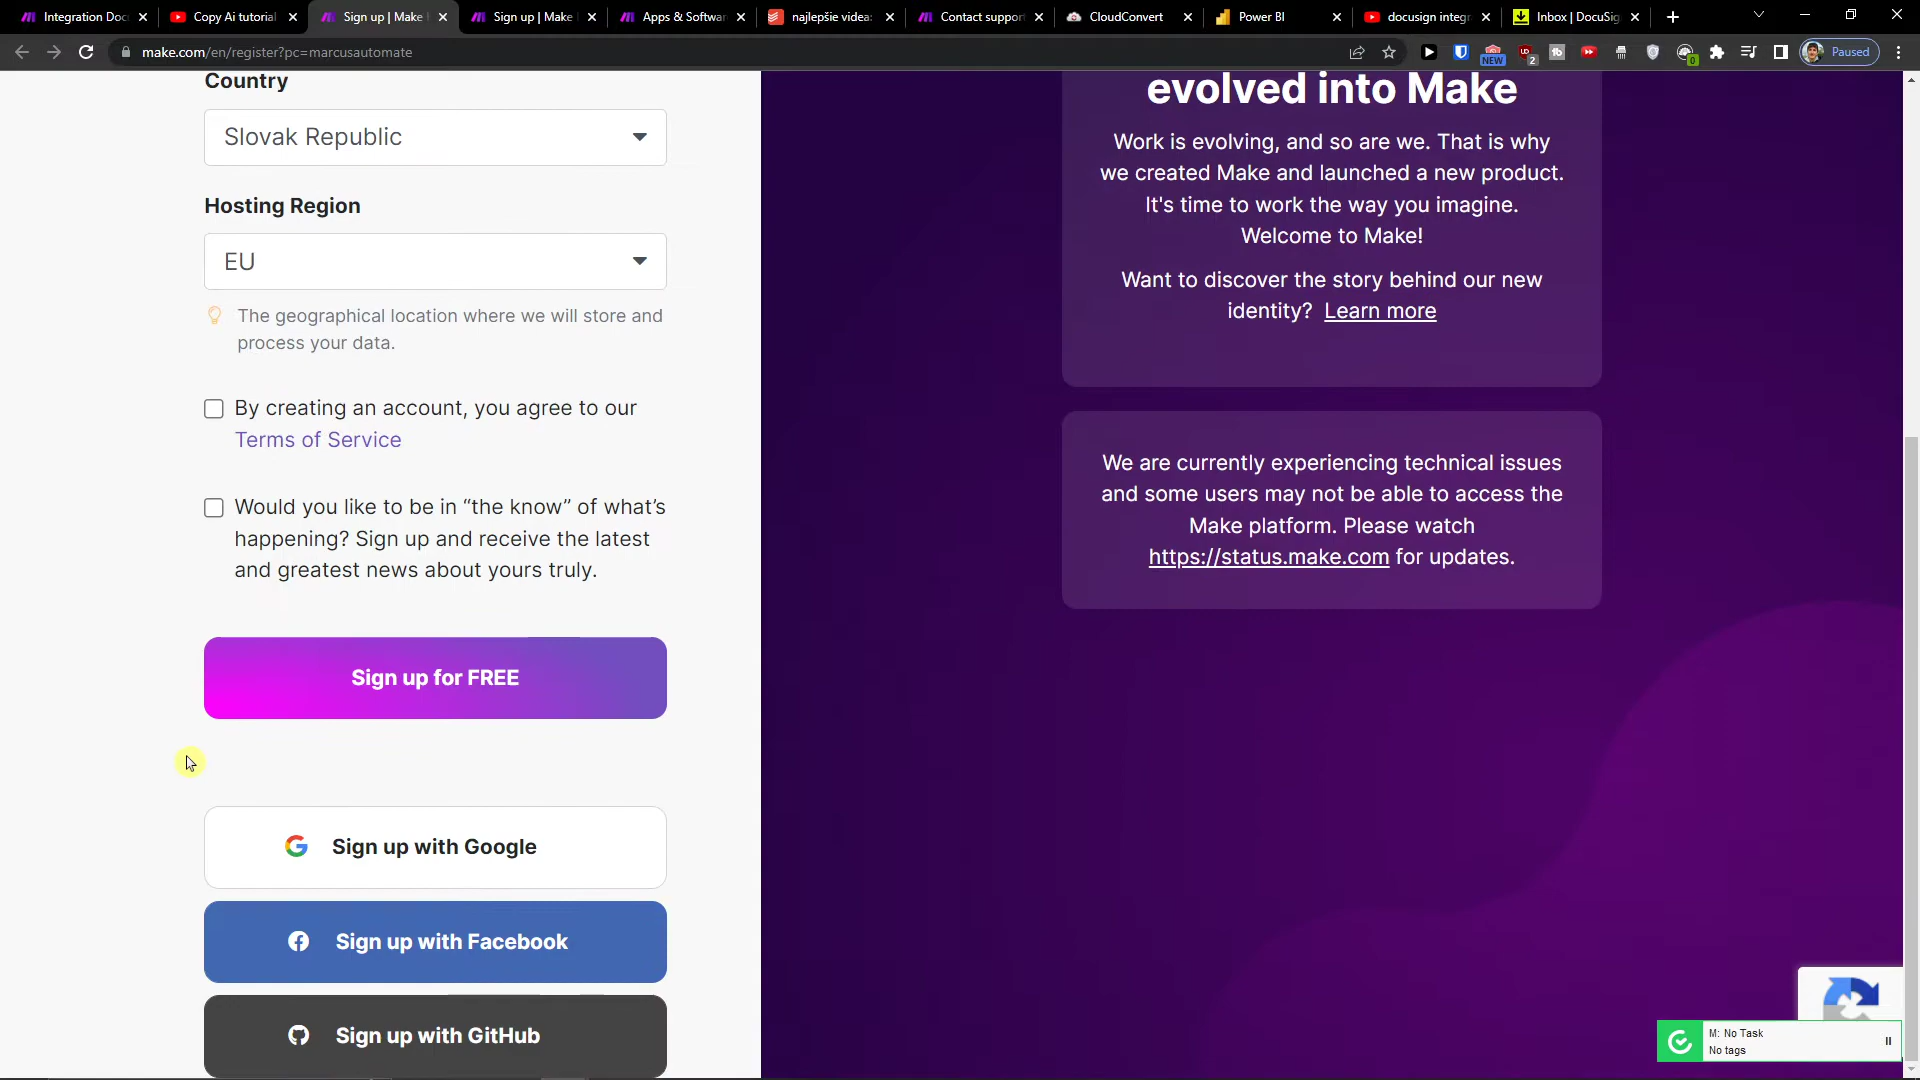 Integration Doc
Copy Ai tutorial
Sign up | Make
Sign up | Make
Apps & Softwar
najlepšie videa
Contact support
CloudConvert
Power BI
docusign integ
Inbox | DocuSig
make.com/en/register?pc=marcusautomate
NEW
2
0
Paused
Country
Slovak Republic
Hosting Region
EU
The geographical location where we will store and
process your data.
By creating an account, you agree to our
Terms of Service
Would you like to be in “the know” of what’s
happening? Sign up and receive the latest
and greatest news about yours truly.
Sign up for FREE
Sign up with Google
Sign up with Facebook
Sign up with GitHub
evolved into Make
Work is evolving, and so are we. That is why
we created Make and launched a new product.
It's time to work the way you imagine.
Welcome to Make!
Want to discover the story behind our new
identity? Learn more
We are currently experiencing technical issues
and some users may not be able to access the
Make platform. Please watch
https://status.make.com for updates.
M: No Task
No tags